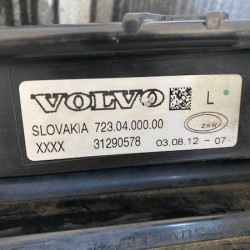 VOLVO L
SLOVAKIA 723.04.000.00 ZKW
XXXX 31290578 03.08.12 - 07